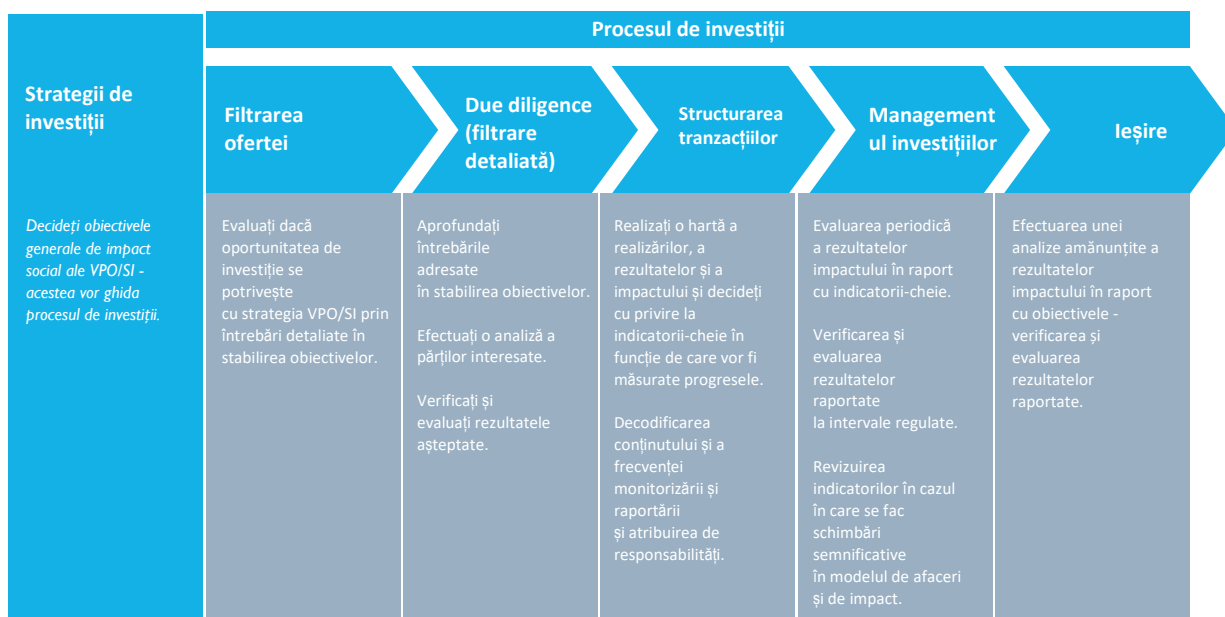 Procesul de investiții
Strategii de
investiții
Filtrarea
ofertei
Due diligence
(filtrare
detaliată)
Structurarea
tranzacțiilor
Management
ul investițiilor
Ieșire
Decideți obiectivele
generale de impact
social ale VPO/SI -
acestea vor ghida
procesul de investiții.
Evaluați dacă
oportunitatea de
investiție se
potrivește
cu strategia VPO/SI prin
întrebări detaliate în
stabilirea obiectivelor.
Aprofundați
întrebările
adresate
în stabilirea obiectivelor.
Efectuați o analiză a
părților interesate.
Verificați și
evaluați rezultatele
așteptate.
Realizați o hartă a
realizărilor, a
rezultatelor și a
impactului și decideți
cu privire la
indicatorii-cheie în
funcție de care vor fi
măsurate progresele.
Decodificarea
conținutului și a
frecvenței
monitorizării și
raportării
și atribuirea de
responsabilități.
Evaluarea periodică
a rezultatelor
impactului în raport
cu indicatorii-cheie.
Verificarea și
evaluarea
rezultatelor
raportate
la intervale regulate.
Revizuirea
indicatorilor în cazul
în care se fac
schimbări
semnificative
în modelul de afaceri
și de impact.
Efectuarea unei
analize amănunțite a
rezultatelor
impactului în raport
cu obiectivele -
verificarea și
evaluarea
rezultatelor
raportate.